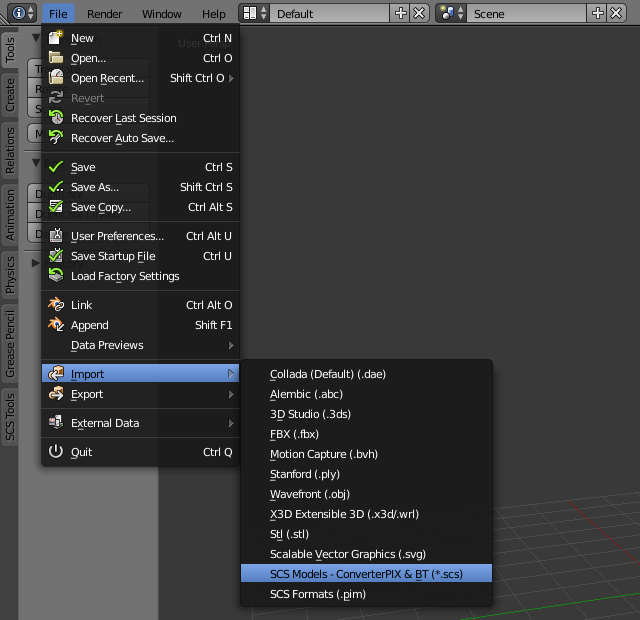 File Render Window Help Default Scene
New Ctrl N
Open... Ctrl O
Open Recent... Shift Ctrl O
Revert
Recover Last Session
Recover Auto Save...
Save Ctrl S
Save As... Shift Ctrl S
Save Copy... Ctrl Alt S
User Preferences... Ctrl Alt U
Save Startup File Ctrl U
Load Factory Settings
Link Ctrl Alt O
Append Shift F1
Data Previews
Import
Export
External Data
Quit Ctrl Q
Collada (Default) (.dae)
Alembic (.abc)
3D Studio (.3ds)
FBX (.fbx)
Motion Capture (.bvh)
Stanford (.ply)
Wavefront (.obj)
X3D Extensible 3D (.x3d/.wrl)
Stl (.stl)
Scalable Vector Graphics (.svg)
SCS Models - ConverterPIX & BT (*.scs)
SCS Formats (.pim)
Tools
Create
Relations
Animation
Physics
Grease Pencil
SCS Tools
User Persp